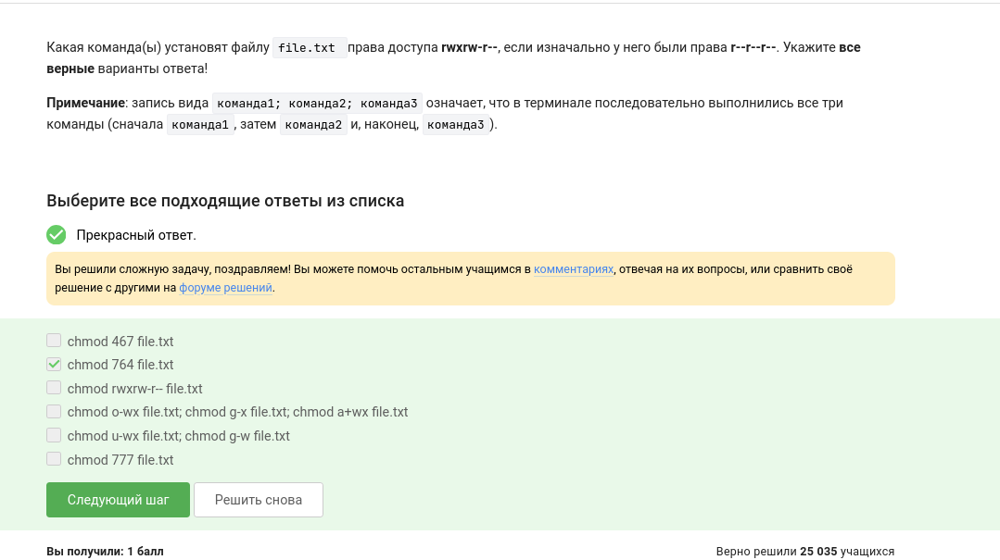 Какая команда(ы) установят файлу file.txt права доступа rwxrw-r--, если изначально у него были права r--r--r--. Укажите все
верные варианты ответа!
Примечание: запись вида команда1; команда2; команда3 означает, что в терминале последовательно выполнились все три
команды (сначала команда1, затем команда2 и, наконец, команда3).
Выберите все подходящие ответы из списка
Прекрасный ответ.
Вы решили сложную задачу, поздравляем! Вы можете помочь остальным учащимся в комментариях, отвечая на их вопросы, или сравнить своё
решение с другими на форуме решений.
chmod 467 file.txt
chmod 764 file.txt
chmod rwxrw-r-- file.txt
chmod o-wx file.txt; chmod g-x file.txt; chmod a+wx file.txt
chmod u-wx file.txt; chmod g-w file.txt
chmod 777 file.txt
Следующий шаг Решить снова
Вы получили: 1 балл Верно решили 25 035 учащихся